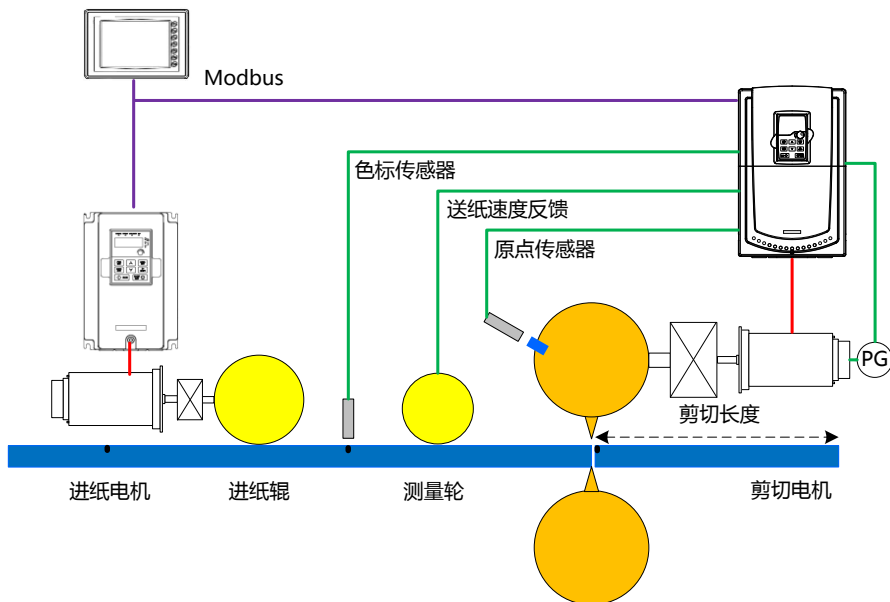 Modbus
色标传感器
送纸速度反馈
原点传感器
PG
剪切长度
进纸电机
进纸辊
测量轮
剪切电机